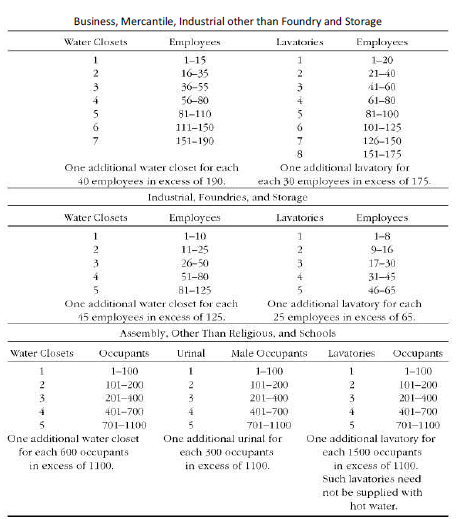 Business, Mercantile, Industrial other than Foundry and Storage
Water Closets Employees Lavatories Employees
1 1–15 1 1–20
2 16–35 2 21–40
3 36–55 3 41–60
4 56–80 4 61–80
5 81–110 5 81–100
6 111–150 6 101–125
7 151–190 7 126–150
8 151–175
One additional water closet for each One additional lavatory for
40 employees in excess of 190. each 30 employees in excess of 175.
Industrial, Foundries, and Storage
Water Closets Employees Lavatories Employees
1 1–10 1 1–8
2 11–25 2 9–16
3 26–50 3 17–30
4 51–80 4 31–45
5 81–125 5 46–65
One additional water closet for each One additional lavatory for each
45 employees in excess of 125. 25 employees in excess of 65.
Assembly, Other Than Religious, and Schools
Water Closets Occupants Urinal Male Occupants Lavatories Occupants
1 1–100 1 1–100 1 1–100
2 101–200 2 101–200 2 101–200
3 201–400 3 201–400 3 201–400
4 401–700 4 401–700 4 401–700
5 701–1100 5 701–1100 5 701–1100
One additional water closet One additional urinal for One additional lavatory for
for each 600 occupants each 300 occupants each 1500 occupants
in excess of 1100. in excess of 1100. in excess of 1100.
Such lavatories need
not be supplied with
hot water.